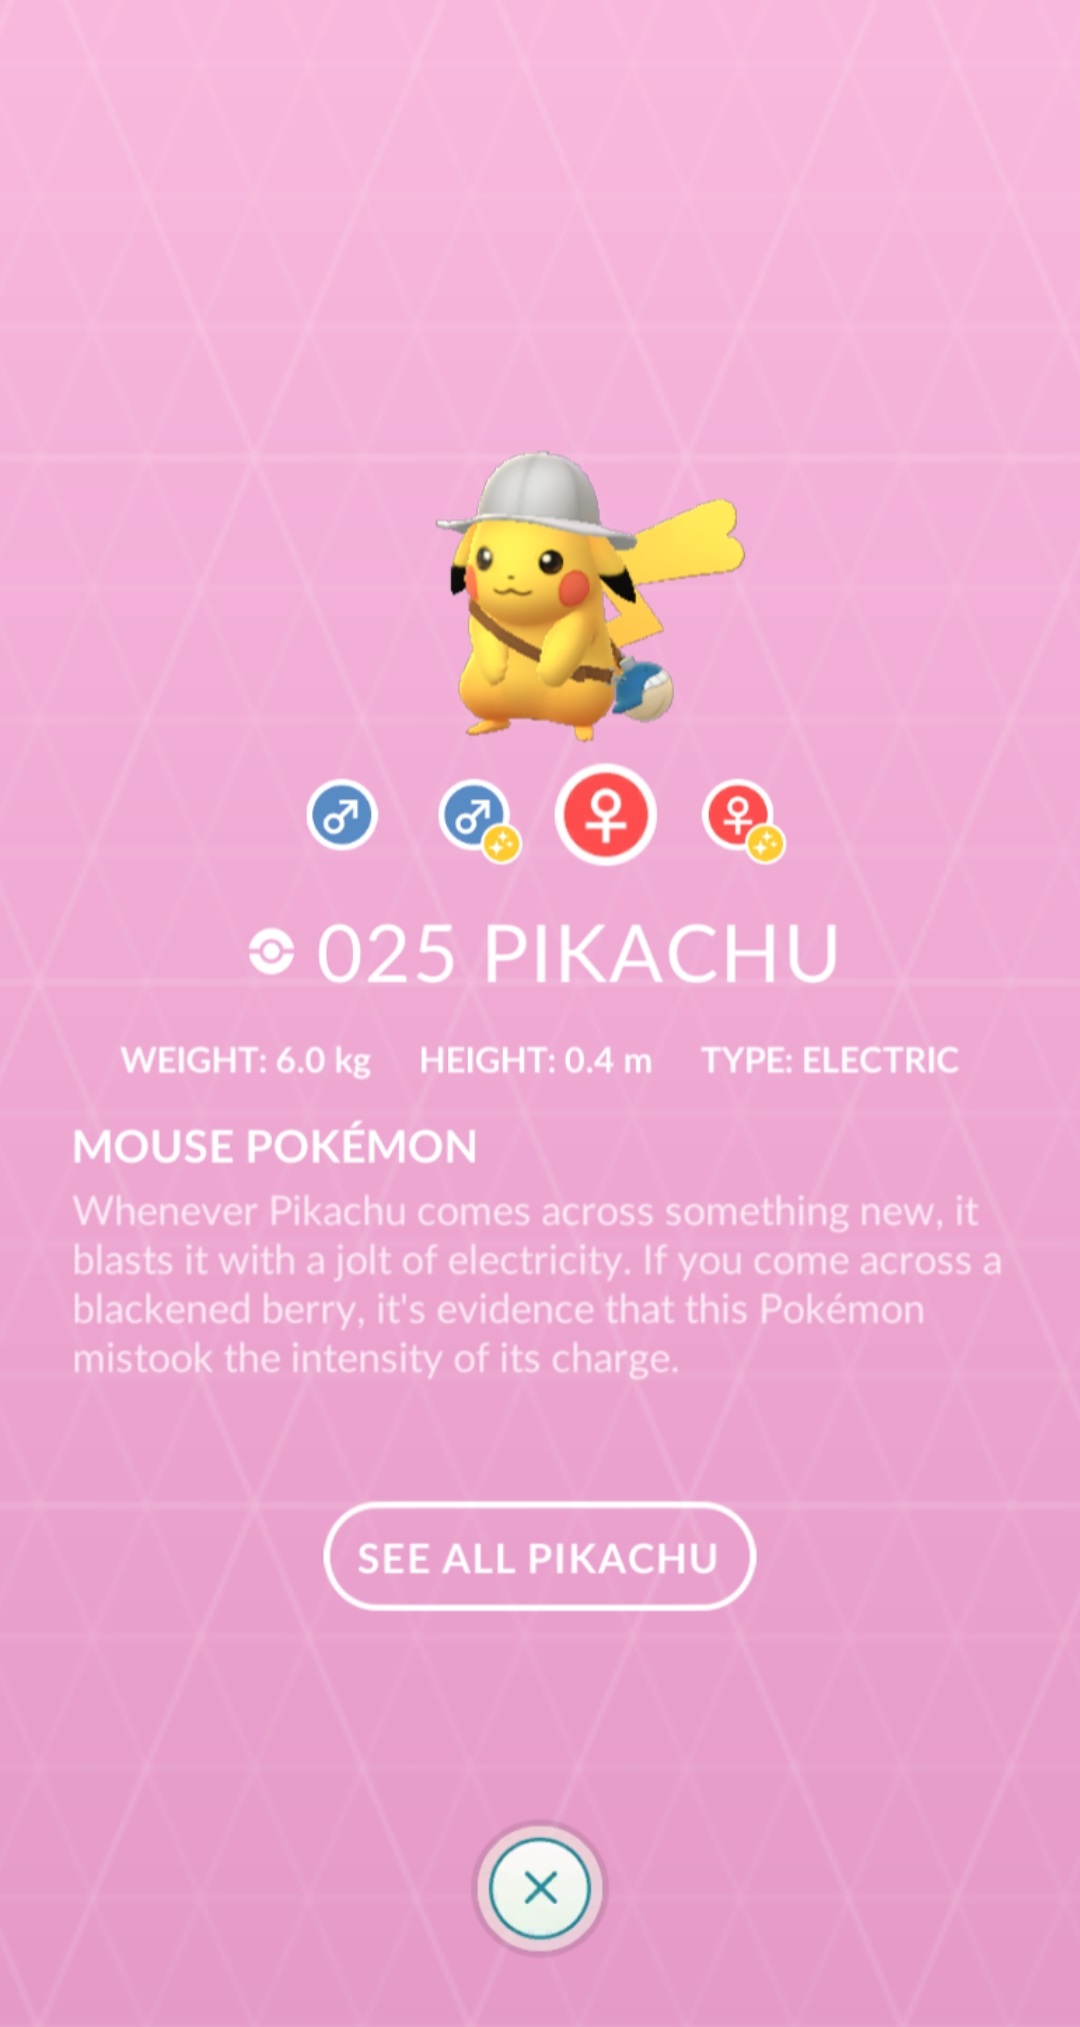 025 PIKACHU
WEIGHT: 6.0 kg HEIGHT: 0.4 m TYPE: ELECTRIC
MOUSE POKÉMON
Whenever Pikachu comes across something new, it
blasts it with a jolt of electricity. If you come across a
blackened berry, it's evidence that this Pokémon
mistook the intensity of its charge.
SEE ALL PIKACHU